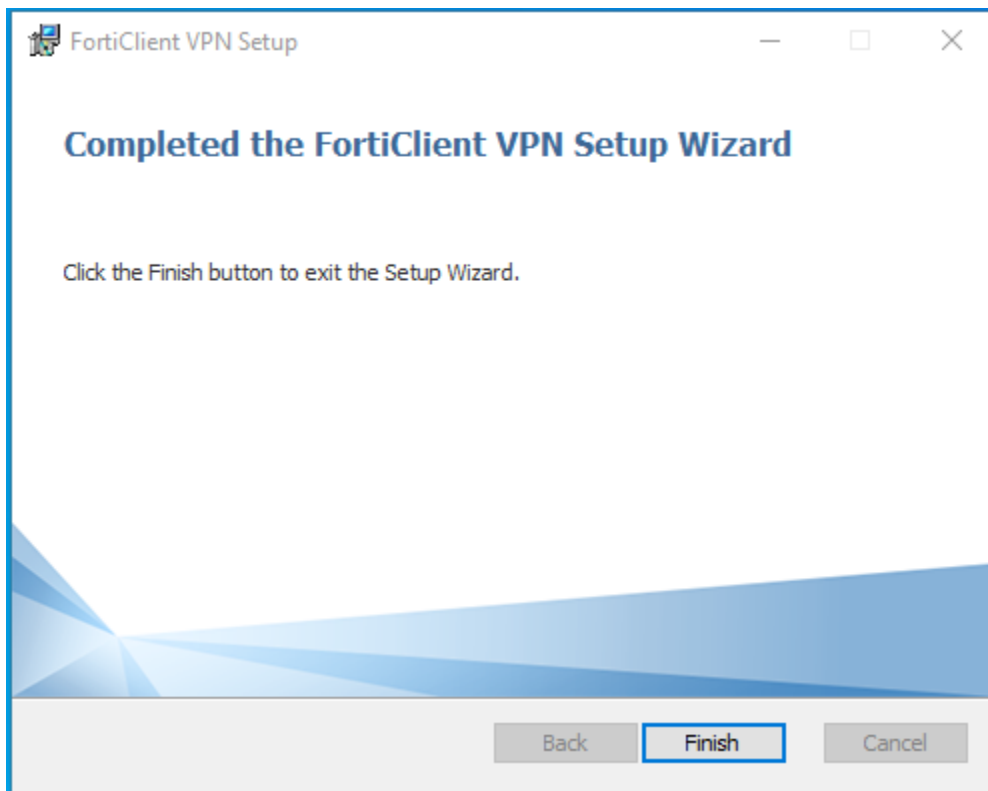 FortiClient VPN Setup
Completed the FortiClient VPN Setup Wizard
Click the Finish button to exit the Setup Wizard.
Back
Finish
Cancel